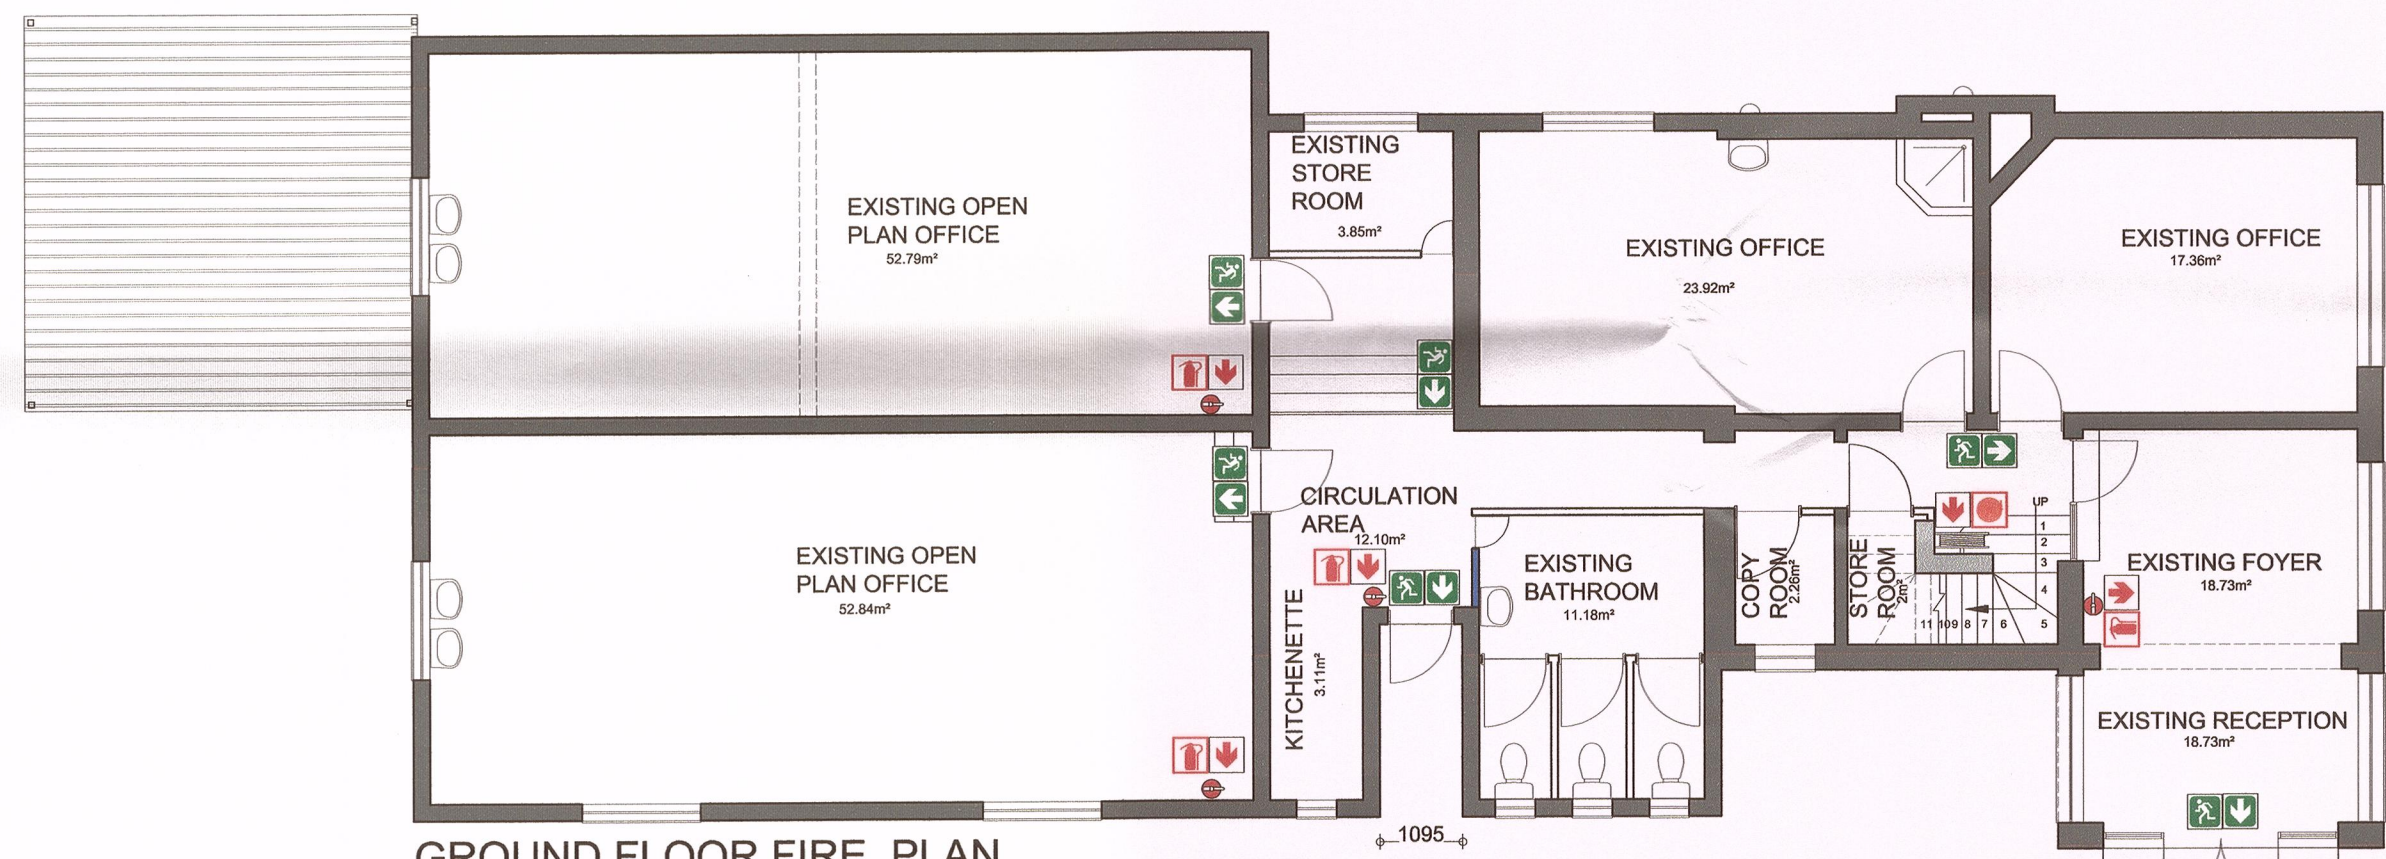 EXISTING OPEN
PLAN OFFICE
52.79m²
EXISTING
STORE
ROOM
3.85m²
EXISTING OFFICE
23.92m²
EXISTING OFFICE
17.36m²
EXISTING OPEN
PLAN OFFICE
52.84m²
CIRCULATION
AREA
12.10m²
KITCHENETTE
3.11m²
EXISTING
BATHROOM
11.18m²
COPY
ROOM
2.26m²
STORE
ROOM
2m²
UP
1
2
3
4
5
6
7
8
9
10
11
EXISTING FOYER
18.73m²
EXISTING RECEPTION
18.73m²
1095
GROUND FLOOR FIRE PLAN